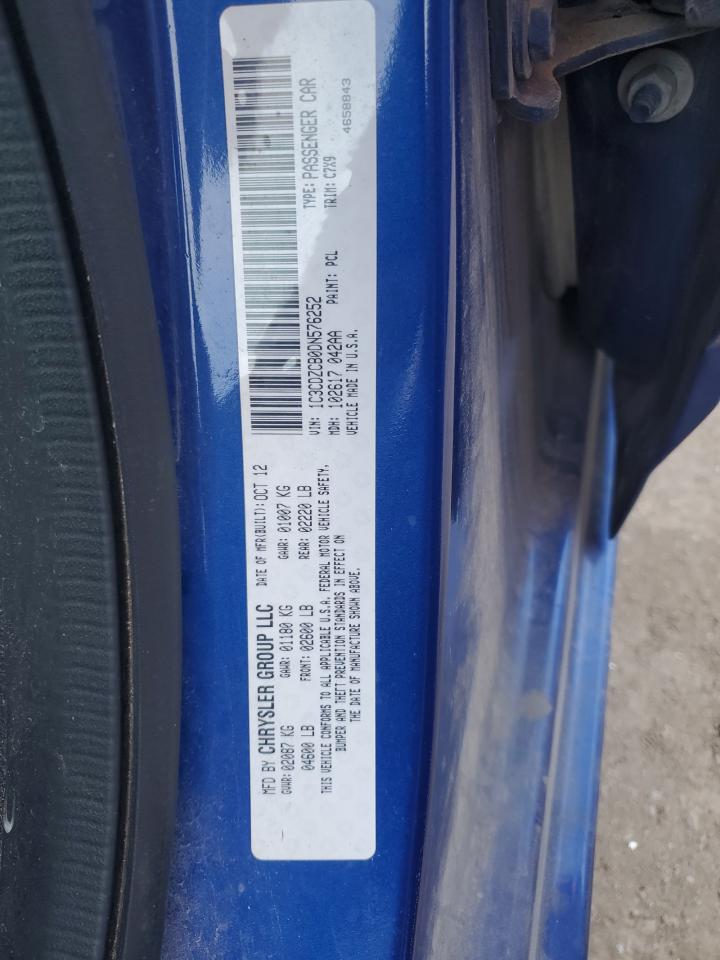 MFD BY CHRYSLER GROUP LLC DATE OF MFR(BUILT): OCT 12
GVWR: 02087 KG GAWR: 01180 KG GAWR: 01007 KG
04600 LB FRONT: 02600 LB REAR: 02220 LB
THIS VEHICLE CONFORMS TO ALL APPLICABLE U.S.A. FEDERAL MOTOR VEHICLE SAFETY,
BUMPER AND THEFT PREVENTION STANDARDS IN EFFECT ON
THE DATE OF MANUFACTURE SHOWN ABOVE.
VIN: 1C3CDZCB0DN576252 TYPE: PASSENGER CAR
MDH: 102617 042AA PAINT: PCL TRIM: C7X9
VEHICLE MADE IN U.S.A. 4658843